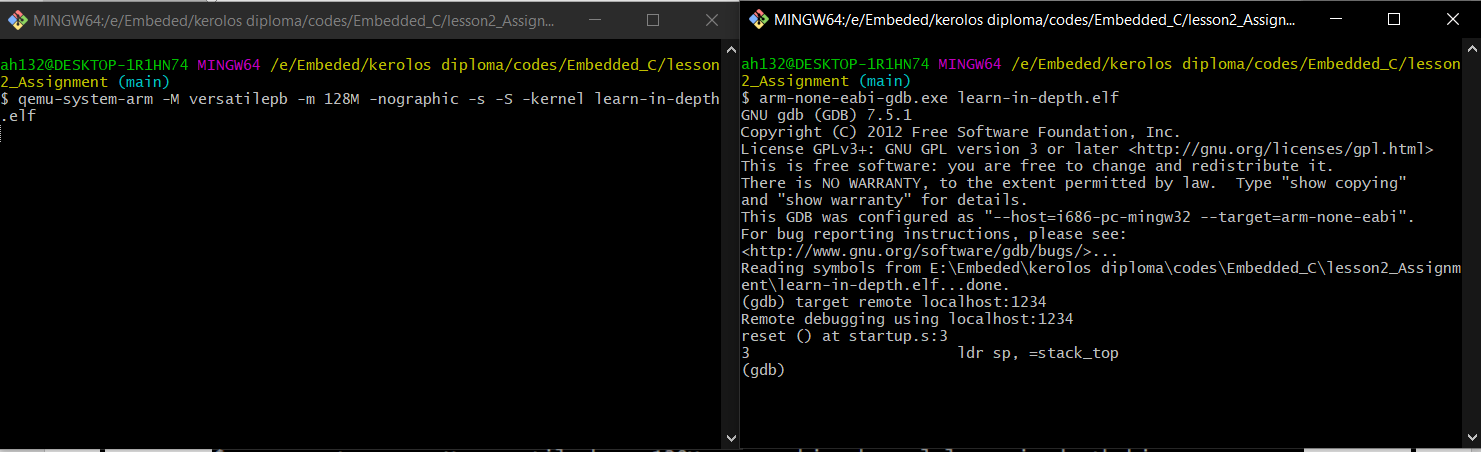 MINGW64:/e/Embeded/kerolos diploma/codes/Embedded_C/lesson2_Assign...
ah132@DESKTOP-1R1HN74 MINGW64 /e/Embeded/kerolos diploma/codes/Embedded_C/lesson
2_Assignment (main)
$ qemu-system-arm -M versatilepb -m 128M -nographic -s -S -kernel learn-in-depth
.elf
MINGW64:/e/Embeded/kerolos diploma/codes/Embedded_C/lesson2_Assign...
ah132@DESKTOP-1R1HN74 MINGW64 /e/Embeded/kerolos diploma/codes/Embedded_C/lesson
2_Assignment (main)
$ arm-none-eabi-gdb.exe learn-in-depth.elf
GNU gdb (GDB) 7.5.1
Copyright (C) 2012 Free Software Foundation, Inc.
License GPLv3+: GNU GPL version 3 or later <http://gnu.org/licenses/gpl.html>
This is free software: you are free to change and redistribute it.
There is NO WARRANTY, to the extent permitted by law.  Type "show copying"
and "show warranty" for details.
This GDB was configured as "--host=i686-pc-mingw32 --target=arm-none-eabi".
For bug reporting instructions, please see:
<http://www.gnu.org/software/gdb/bugs/>...
Reading symbols from E:\Embeded\kerolos diploma\codes\Embedded_C\lesson2_Assignm
ent\learn-in-depth.elf...done.
(gdb) target remote localhost:1234
Remote debugging using localhost:1234
reset () at startup.s:3
3                       ldr sp, =stack_top
(gdb)